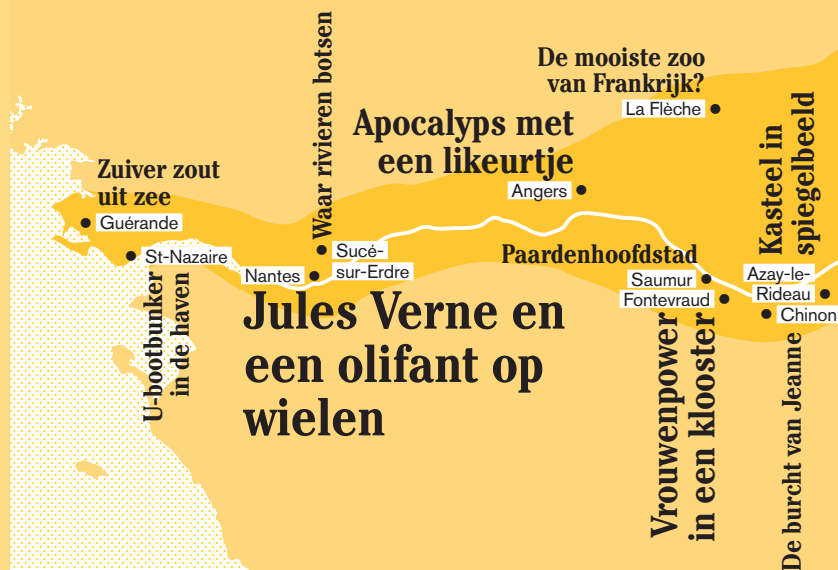 Zuiver zout
uit zee
Guérande
St-Nazaire
U-bootbunker
in de haven
Waar rivieren botsen
Sucé-
sur-Erdre
Nantes
Jules Verne en
een olifant op
wielen
Apocalyps met
een likeurtje
Angers
De mooiste zoo
van Frankrijk?
La Flèche
Paardenhoofdstad
Saumur
Fontevraud
Vrouwenpower
in een klooster
Kasteel in
spiegelbeeld
Azay-le-
Rideau
Chinon
De burcht van Jeanne